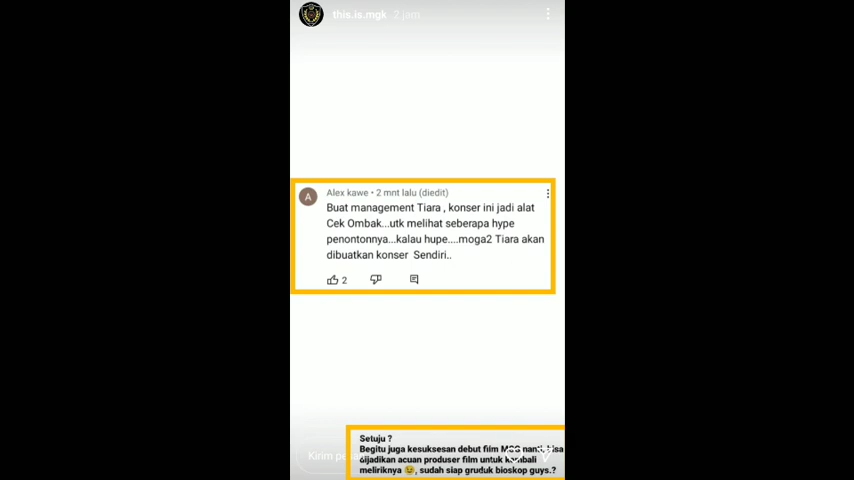 this.is.mgk 2 jam
A
Alex kawe • 2 mnt lalu (diedit)
Buat management Tiara , konser ini jadi alat
Cek Ombak...utk melihat seberapa hype
penontonnya...kalau hupe....moga2 Tiara akan
dibuatkan konser Sendiri..
2
Setuju ?
Begitu juga kesuksesan debut film
dijadikan acuan produser film untuk kembali
meliriknya 😉, sudah siap gruduk bioskop guys.?
Kirim